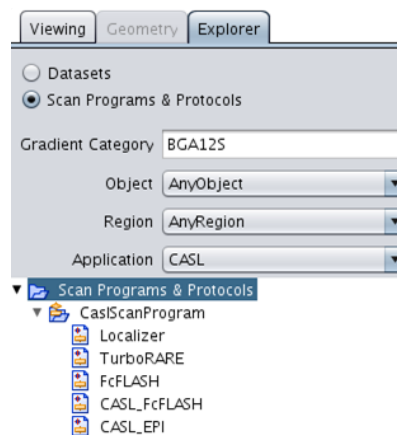 Viewing Geometry Explorer
Datasets
Scan Programs & Protocols
Gradient Category BGA12S
Object AnyObject
Region AnyRegion
Application CASL
Scan Programs & Protocols
CaslScanProgram
Localizer
TurboRARE
FcFLASH
CASL_FcFLASH
CASL_EPI